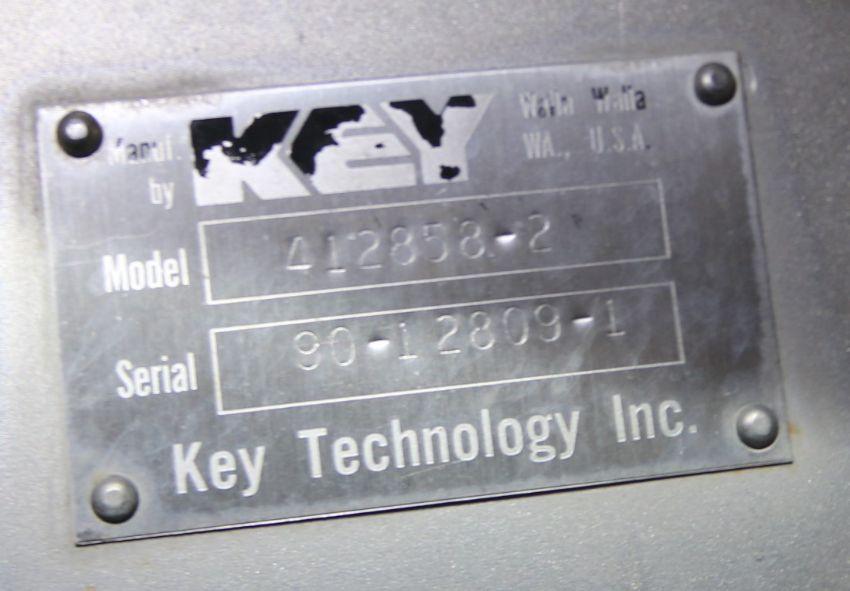 Manuf. by KEY Walla Walla WA., U.S.A.
Model 412858-2
Serial 90-12809-1
Key Technology Inc.